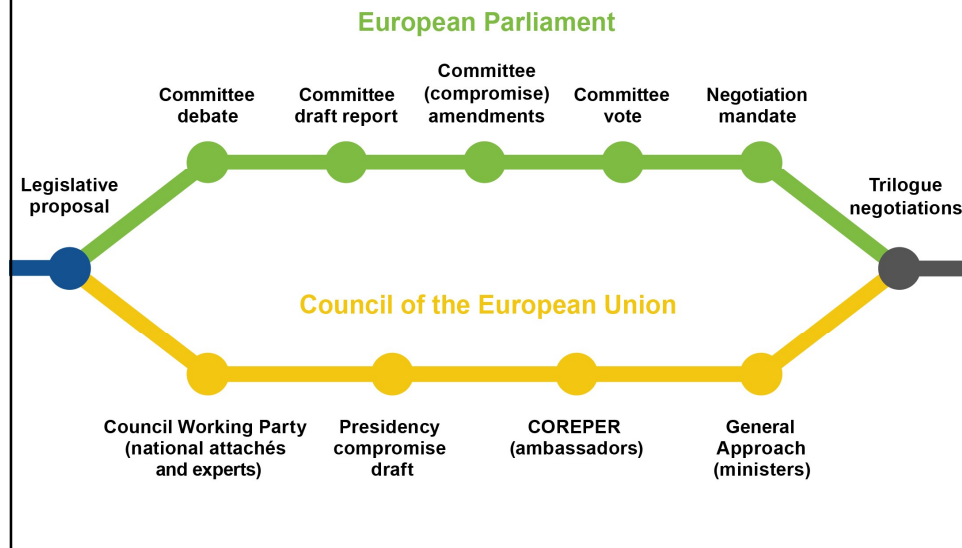 European Parliament
Committee
debate
Committee
draft report
Committee
(compromise)
amendments
Committee
vote
Negotiation
mandate
Legislative
proposal
Trilogue
negotiations
Council of the European Union
Council Working Party
(national attachés
and experts)
Presidency
compromise
draft
COREPER
(ambassadors)
General
Approach
(ministers)